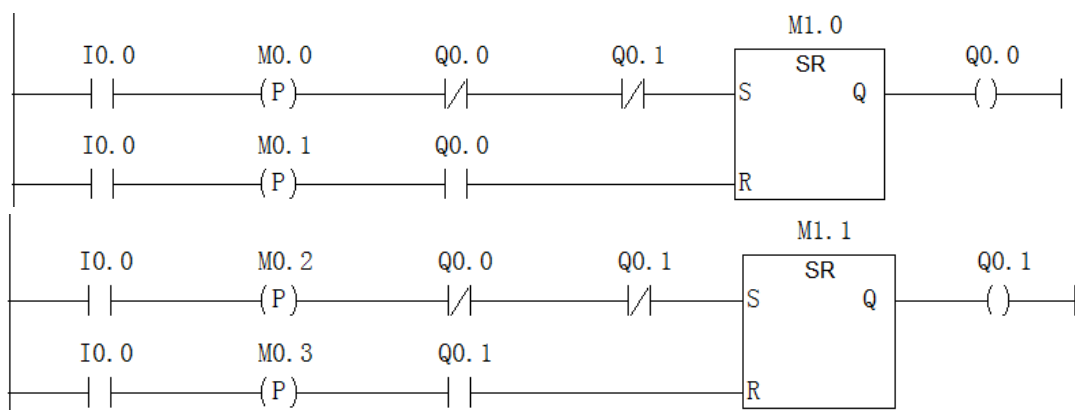 M1.0
I0.0 M0.0 Q0.0 Q0.1 SR Q0.0
(P) S Q ( )
I0.0 M0.1 Q0.0
(P) R
M1.1
I0.0 M0.2 Q0.0 Q0.1 SR Q0.1
(P) S Q ( )
I0.0 M0.3 Q0.1
(P) R